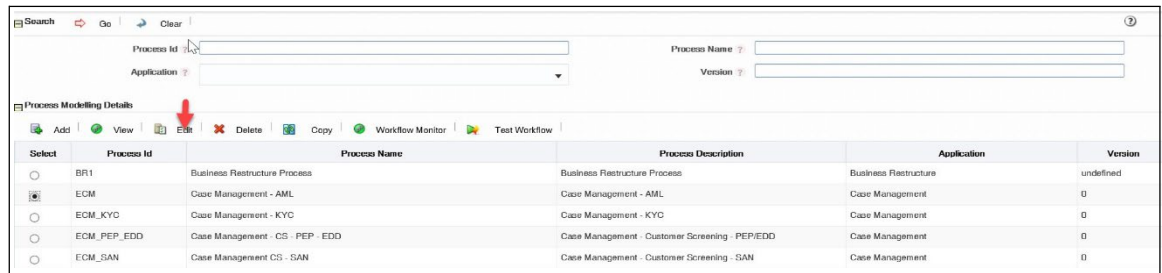 Search Go Clear ?
Process Id ? Process Name ?
Application ? Version ?
Process Modelling Details
Add View Edit Delete Copy Workflow Monitor Test Workflow
Select Process Id Process Name Process Description Application Version
BR1 Business Restructure Process Business Restructure Process Business Restructure undefined
ECM Case Management - AML Case Management - AML Case Management 0
ECM_KYC Case Management - KYC Case Management - KYC Case Management 0
ECM_PEP_EDD Case Management - CS - PEP - EDD Case Management - Customer Screening - PEP/EDD Case Management 0
ECM_SAN Case Management CS - SAN Case Management - Customer Screening - SAN Case Management 0